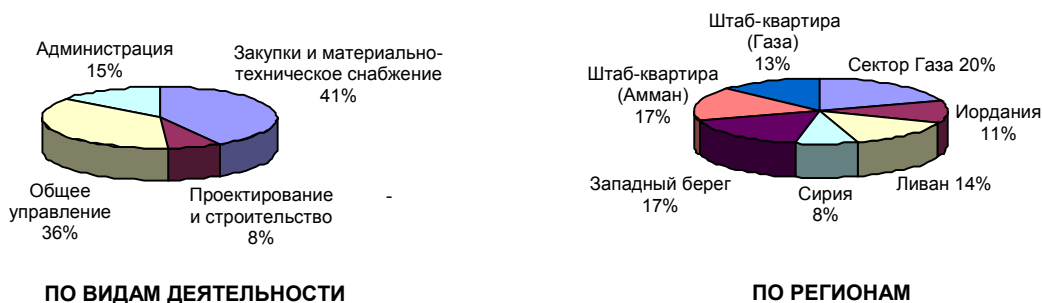 Администрация
15%
Закупки и материально-
техническое снабжение
41%
Общее
управление
36%
Проектирование
и строительство
8%
-
ПО ВИДАМ ДЕЯТЕЛЬНОСТИ
Штаб-квартира
(Газа)
13%
Сектор Газа 20%
Штаб-квартира
(Амман)
17%
Иордания
11%
Западный берег
17%
Сирия
8%
Ливан 14%
ПО РЕГИОНАМ